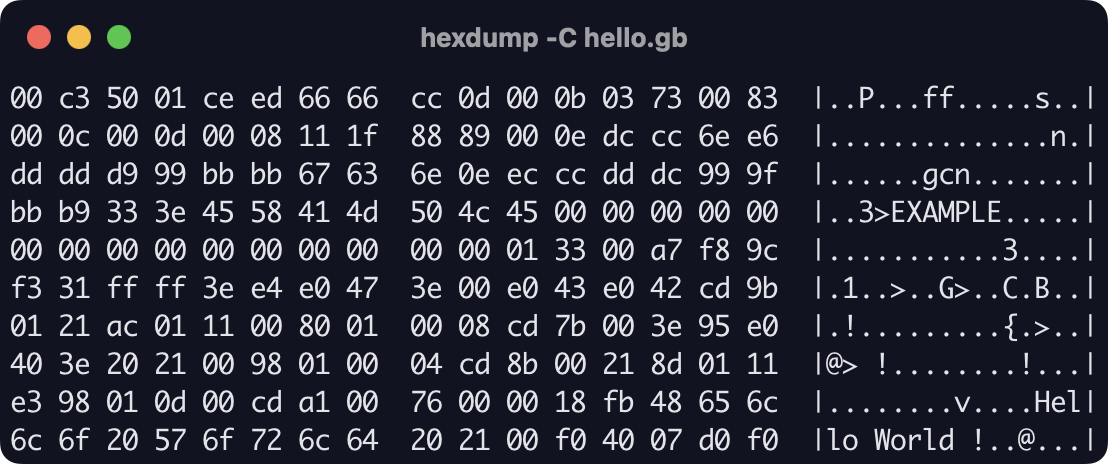 hexdump -C hello.gb
00 c3 50 01 ce ed 66 66  cc 0d 00 0b 03 73 00 83  |..P...ff.....s..|
00 0c 00 0d 00 08 11 1f  88 89 00 0e dc cc 6e e6  |..............n.|
dd dd d9 99 bb bb 67 63  6e 0e ec cc dd dc 99 9f  |......gcn.......|
bb b9 33 3e 45 58 41 4d  50 4c 45 00 00 00 00 00  |..3>EXAMPLE.....|
00 00 00 00 00 00 00 00  00 00 01 33 00 a7 f8 9c  |...........3....|
f3 31 ff ff 3e e4 e0 47  3e 00 e0 43 e0 42 cd 9b  |.1..>..G>..C.B..|
01 21 ac 01 11 00 80 01  00 08 cd 7b 00 3e 95 e0  |.!.........{.>..|
40 3e 20 21 00 98 01 00  04 cd 8b 00 21 8d 01 11  |@> !........!...|
e3 98 01 0d 00 cd a1 00  76 00 00 18 fb 48 65 6c  |........v....Hel|
6c 6f 20 57 6f 72 6c 64  20 21 00 f0 40 07 d0 f0  |lo World !..@...|